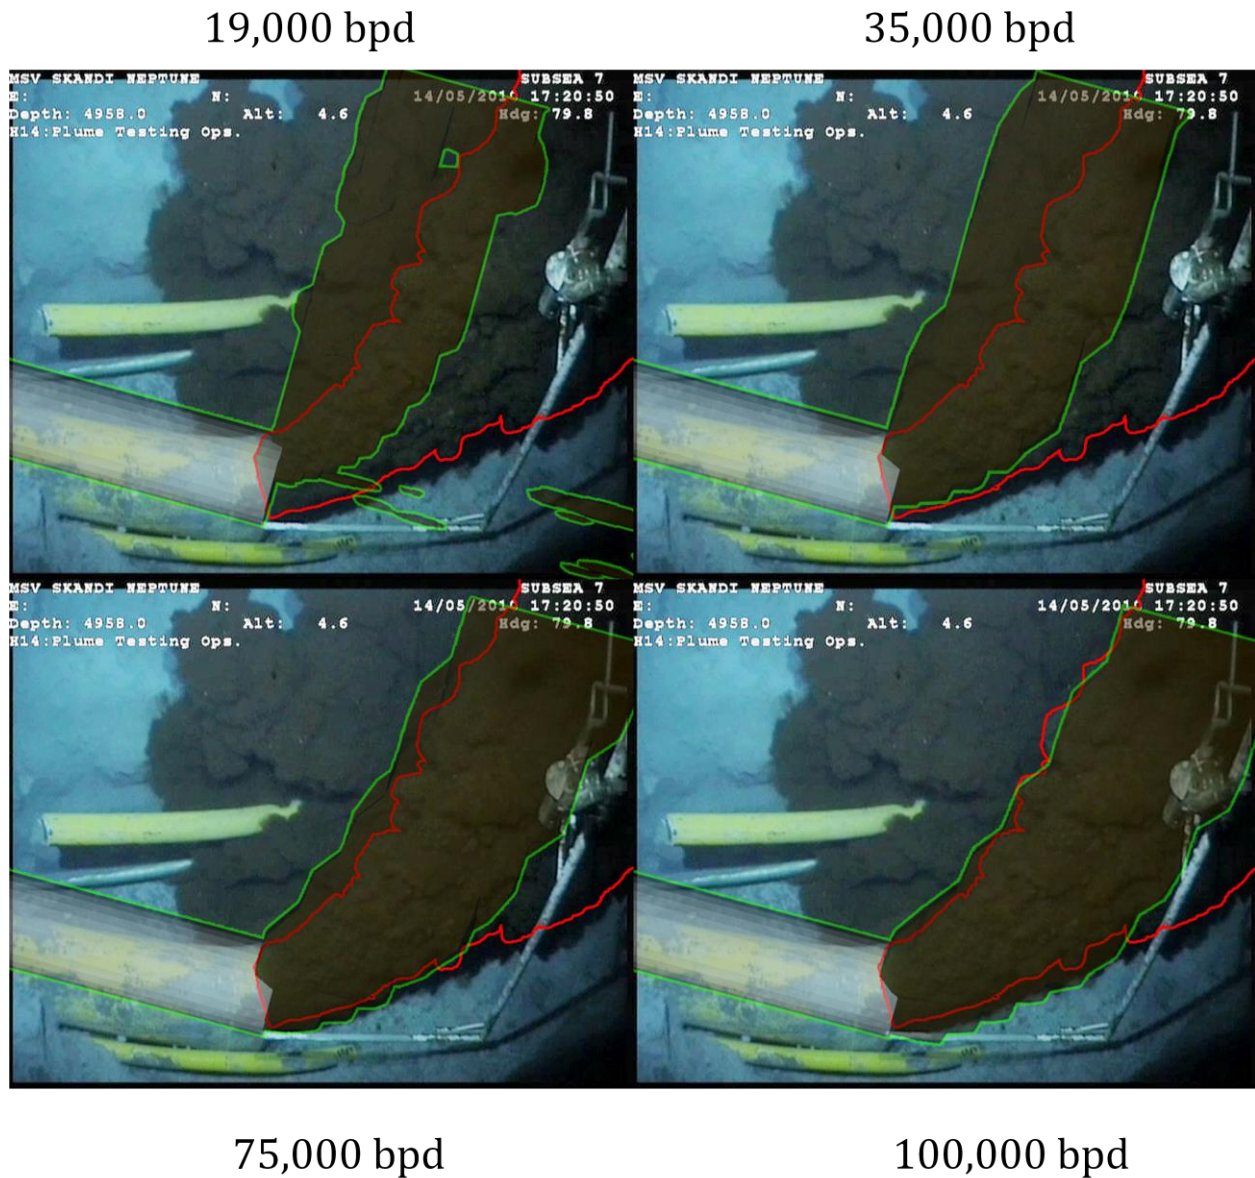 19,000 bpd
35,000 bpd
MSV SKANDI NEPTUNE SUBSEA 7
E: N: 14/05/2010 17:20:50
Depth: 4958.0 Alt: 4.6 Hdg: 79.8
H14:Plume Testing Ops.
MSV SKANDI NEPTUNE SUBSEA 7
E: N: 14/05/2010 17:20:50
Depth: 4958.0 Alt: 4.6 Hdg: 79.8
H14:Plume Testing Ops.
MSV SKANDI NEPTUNE SUBSEA 7
E: N: 14/05/2010 17:20:50
Depth: 4958.0 Alt: 4.6 Hdg: 79.8
H14:Plume Testing Ops.
MSV SKANDI NEPTUNE SUBSEA 7
E: N: 14/05/2010 17:20:50
Depth: 4958.0 Alt: 4.6 Hdg: 79.8
H14:Plume Testing Ops.
75,000 bpd
100,000 bpd